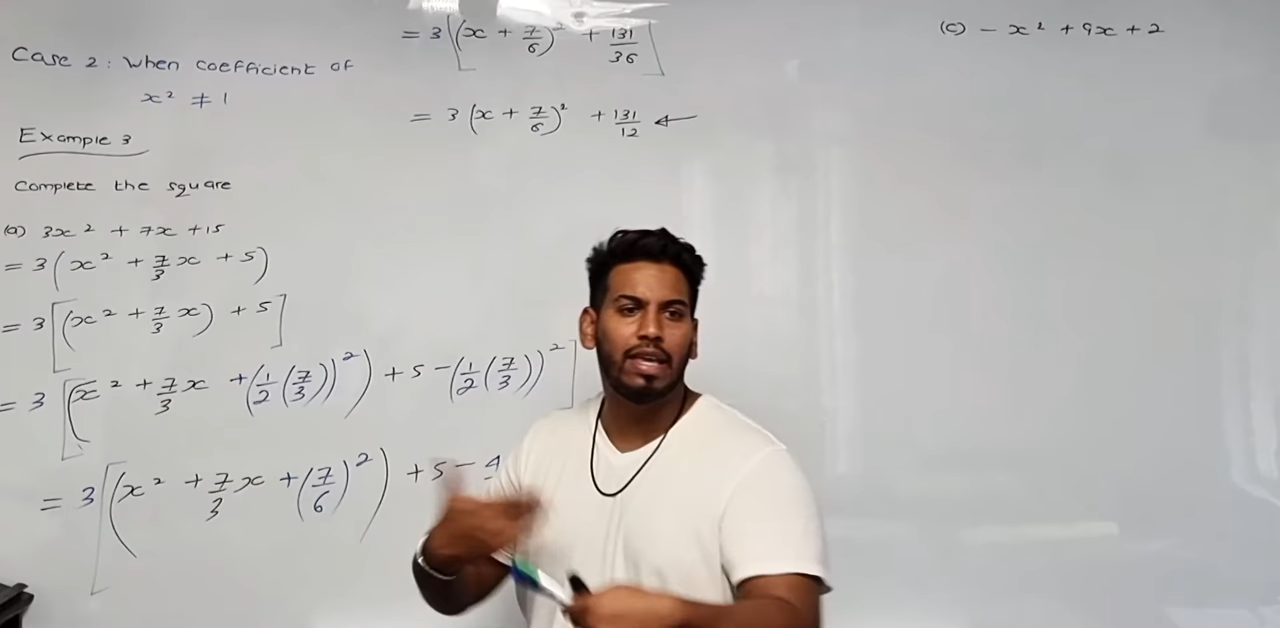 Case 2: When coefficient of
x² ≠ 1
Example 3
Complete the square
(a) 3x² + 7x + 15
= 3(x² + 7/3 x + 5)
= 3[(x² + 7/3 x) + 5]
= 3[(x² + 7/3 x + (1/2 (7/3))²) + 5 - (1/2 (7/3))²]
= 3[(x² + 7/3 x + (7/6)²) + 5 - 4
= 3[(x + 7/6)² + 131/36]
= 3(x + 7/6)² + 131/12 ←
(c) - x² + 9x + 2